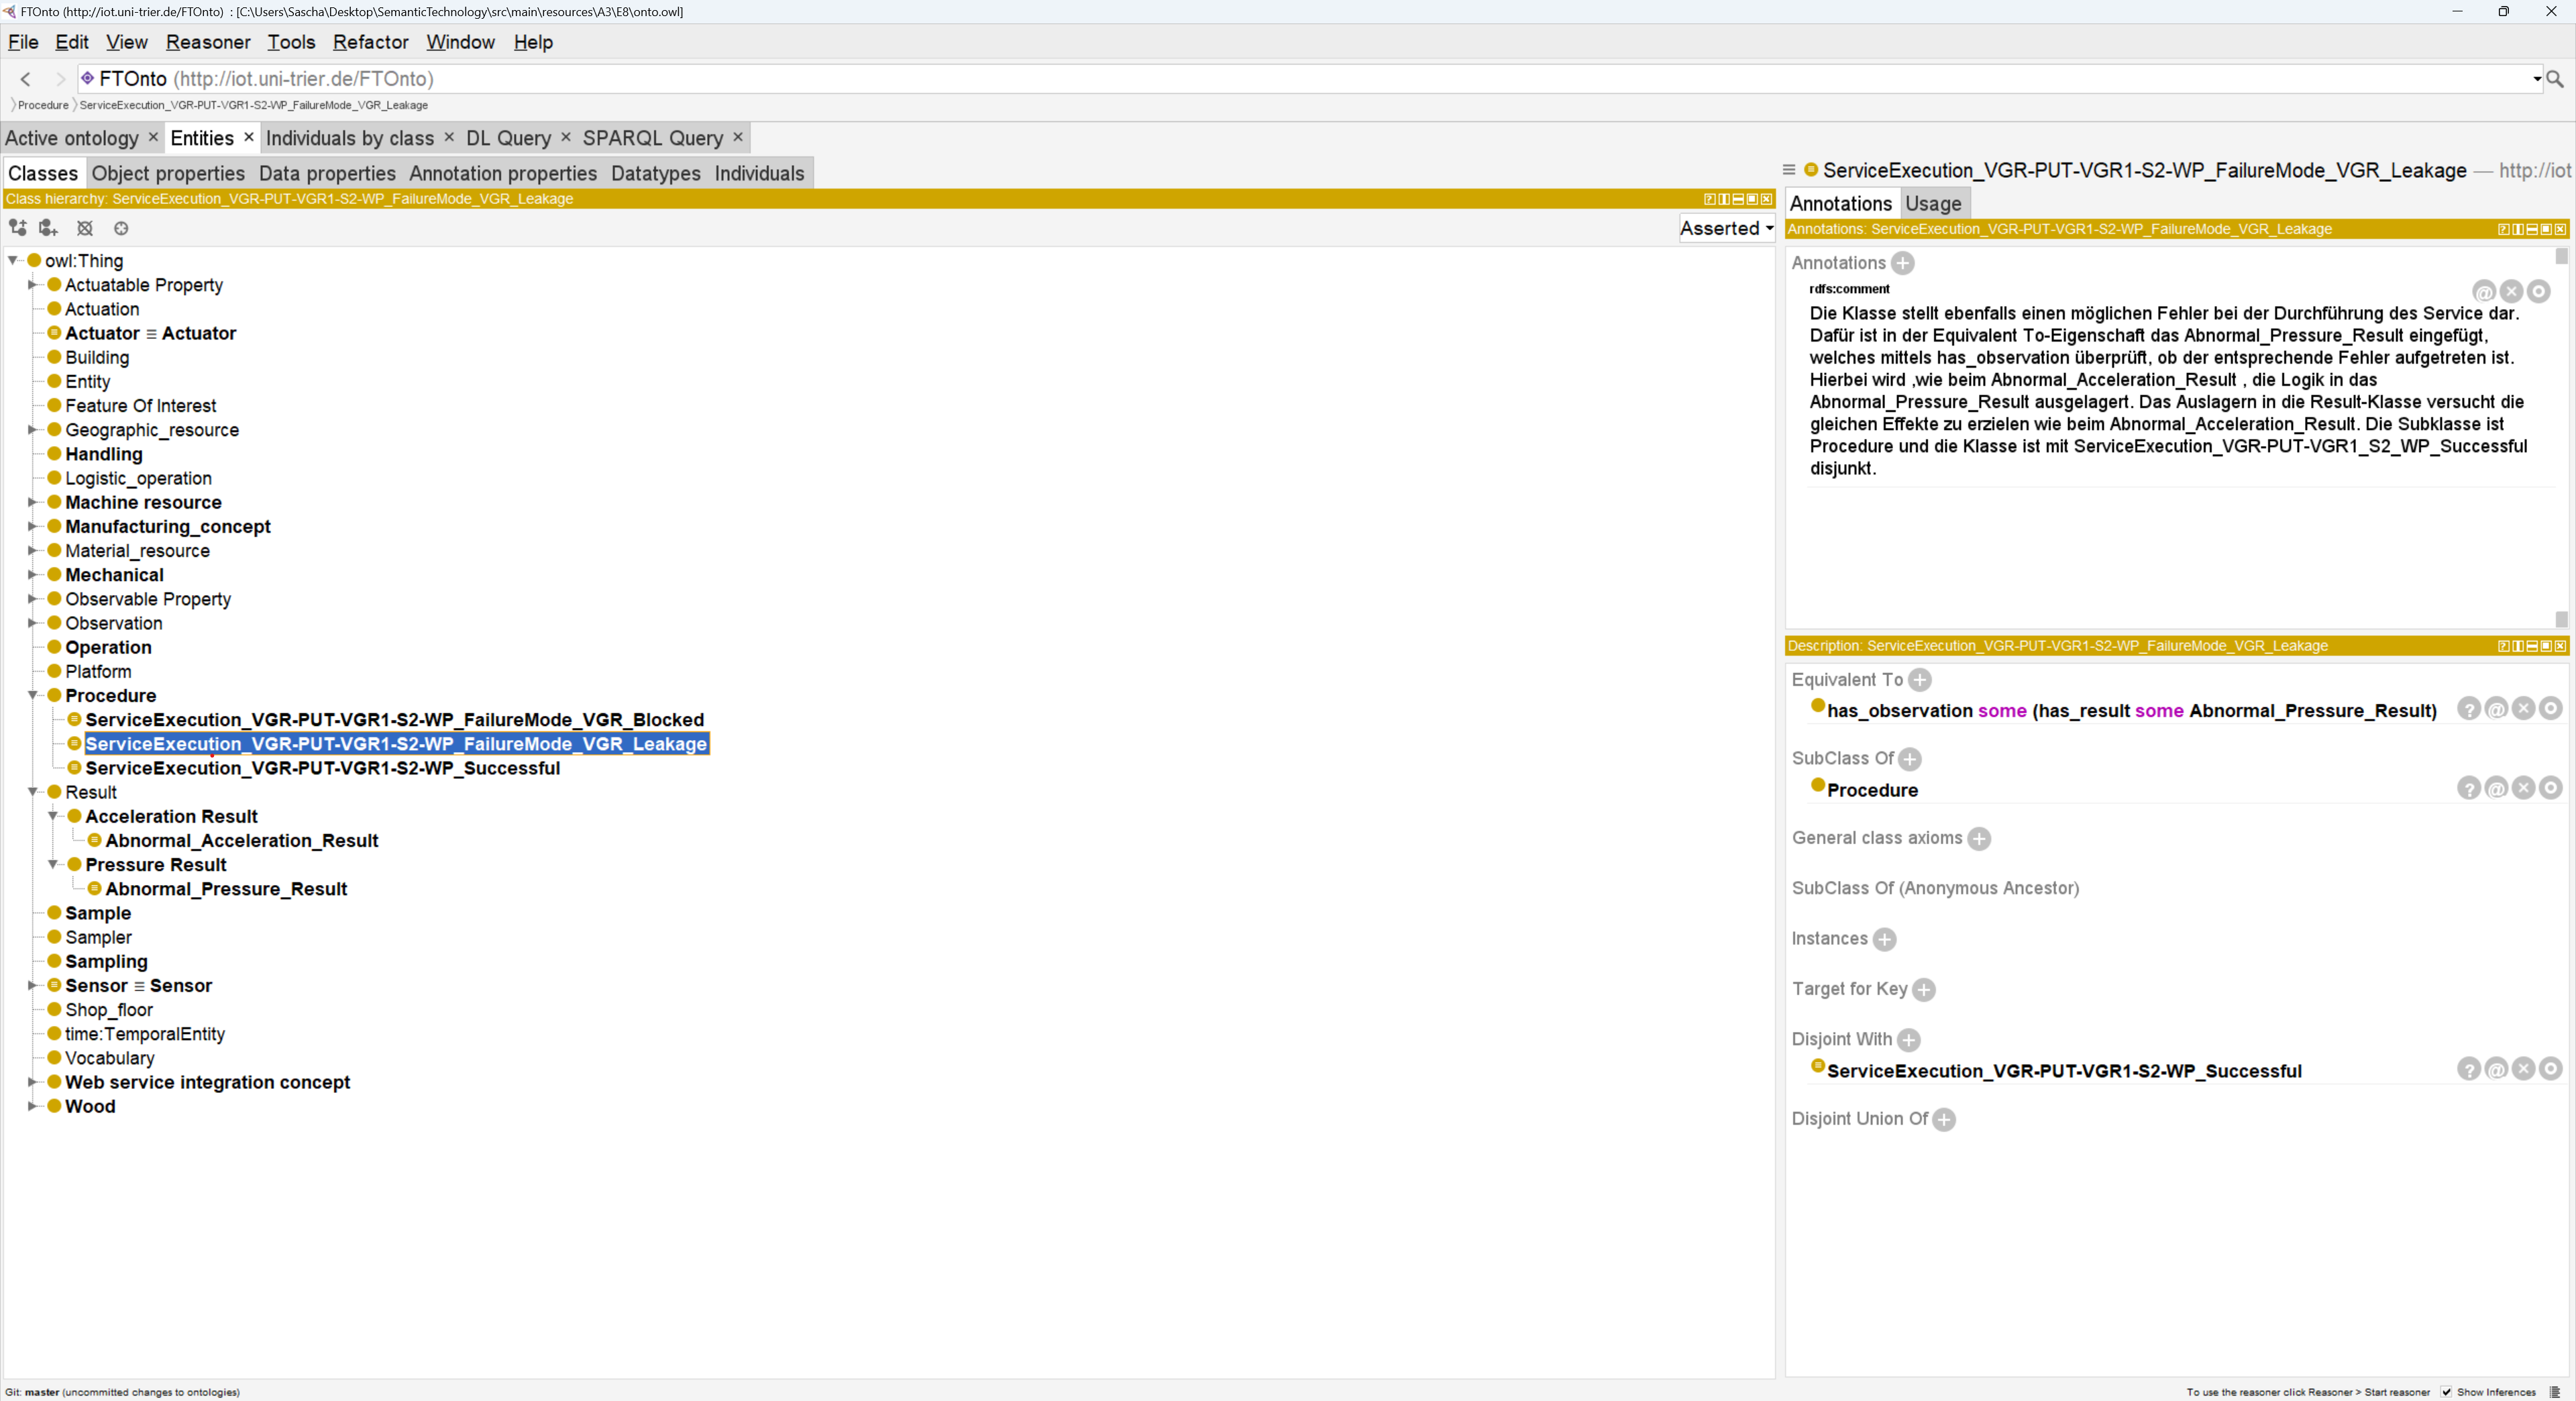 FTOnto (http://iot.uni-trier.de/FTOnto)  : [C:\Users\Sascha\Desktop\SemanticTechnology\src\main\resources\A3\E8\onto.owl]
File Edit View Reasoner Tools Refactor Window Help
FTOnto (http://iot.uni-trier.de/FTOnto)
Procedure ServiceExecution_VGR-PUT-VGR1-S2-WP_FailureMode_VGR_Leakage
Active ontology × Entities × Individuals by class × DL Query × SPARQL Query ×
Classes Object properties Data properties Annotation properties Datatypes Individuals
Class hierarchy: ServiceExecution_VGR-PUT-VGR1-S2-WP_FailureMode_VGR_Leakage
Asserted
owl:Thing
Actuatable Property
Actuation
Actuator ≡ Actuator
Building
Entity
Feature Of Interest
Geographic_resource
Handling
Logistic_operation
Machine resource
Manufacturing_concept
Material_resource
Mechanical
Observable Property
Observation
Operation
Platform
Procedure
ServiceExecution_VGR-PUT-VGR1-S2-WP_FailureMode_VGR_Blocked
ServiceExecution_VGR-PUT-VGR1-S2-WP_FailureMode_VGR_Leakage
ServiceExecution_VGR-PUT-VGR1-S2-WP_Successful
Result
Acceleration Result
Abnormal_Acceleration_Result
Pressure Result
Abnormal_Pressure_Result
Sample
Sampler
Sampling
Sensor ≡ Sensor
Shop_floor
time:TemporalEntity
Vocabulary
Web service integration concept
Wood
ServiceExecution_VGR-PUT-VGR1-S2-WP_FailureMode_VGR_Leakage — http://iot
Annotations Usage
Annotations: ServiceExecution_VGR-PUT-VGR1-S2-WP_FailureMode_VGR_Leakage
Annotations
rdfs:comment
Die Klasse stellt ebenfalls einen möglichen Fehler bei der Durchführung des Service dar.
Dafür ist in der Equivalent To-Eigenschaft das Abnormal_Pressure_Result eingefügt,
welches mittels has_observation überprüft, ob der entsprechende Fehler aufgetreten ist.
Hierbei wird ,wie beim Abnormal_Acceleration_Result , die Logik in das
Abnormal_Pressure_Result ausgelagert. Das Auslagern in die Result-Klasse versucht die
gleichen Effekte zu erzielen wie beim Abnormal_Acceleration_Result. Die Subklasse ist
Procedure und die Klasse ist mit ServiceExecution_VGR-PUT-VGR1_S2_WP_Successful
disjunkt.
Description: ServiceExecution_VGR-PUT-VGR1-S2-WP_FailureMode_VGR_Leakage
Equivalent To
has_observation some (has_result some Abnormal_Pressure_Result)
SubClass Of
Procedure
General class axioms
SubClass Of (Anonymous Ancestor)
Instances
Target for Key
Disjoint With
ServiceExecution_VGR-PUT-VGR1-S2-WP_Successful
Disjoint Union Of
Git: master (uncommitted changes to ontologies)
To use the reasoner click Reasoner > Start reasoner Show Inferences